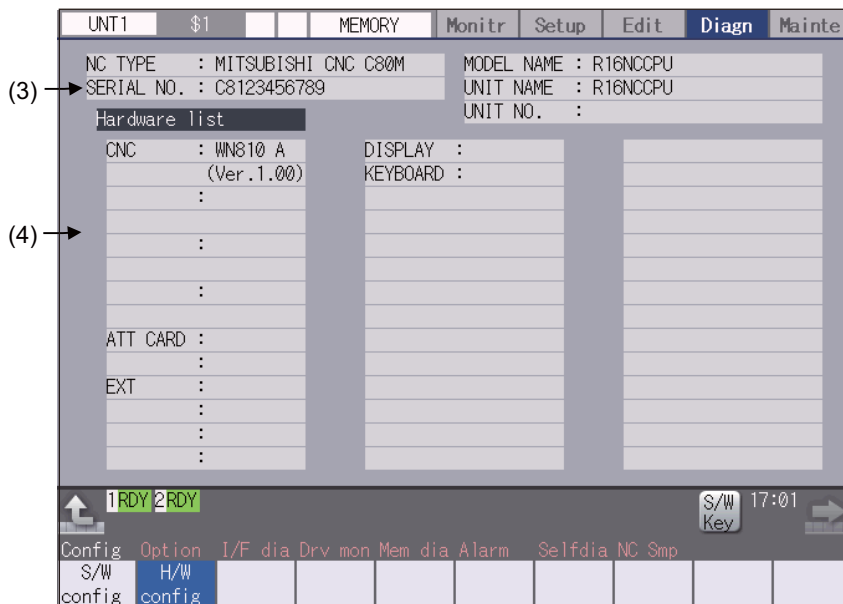 UNT1 $1 MEMORY Monitr Setup Edit Diagn Mainte
NC TYPE : MITSUBISHI CNC C80M MODEL NAME : R16NCCPU
(3) SERIAL NO. : C8123456789 UNIT NAME : R16NCCPU
UNIT NO. :
Hardware list
CNC : WN810 A DISPLAY :
(Ver.1.00) KEYBOARD :
:
(4) :
:
ATT CARD :
:
EXT :
:
:
:
1RDY 2RDY S/W Key 17:01
Config Option I/F dia Drv mon Mem dia Alarm Selfdia NC Smp
S/W config H/W config